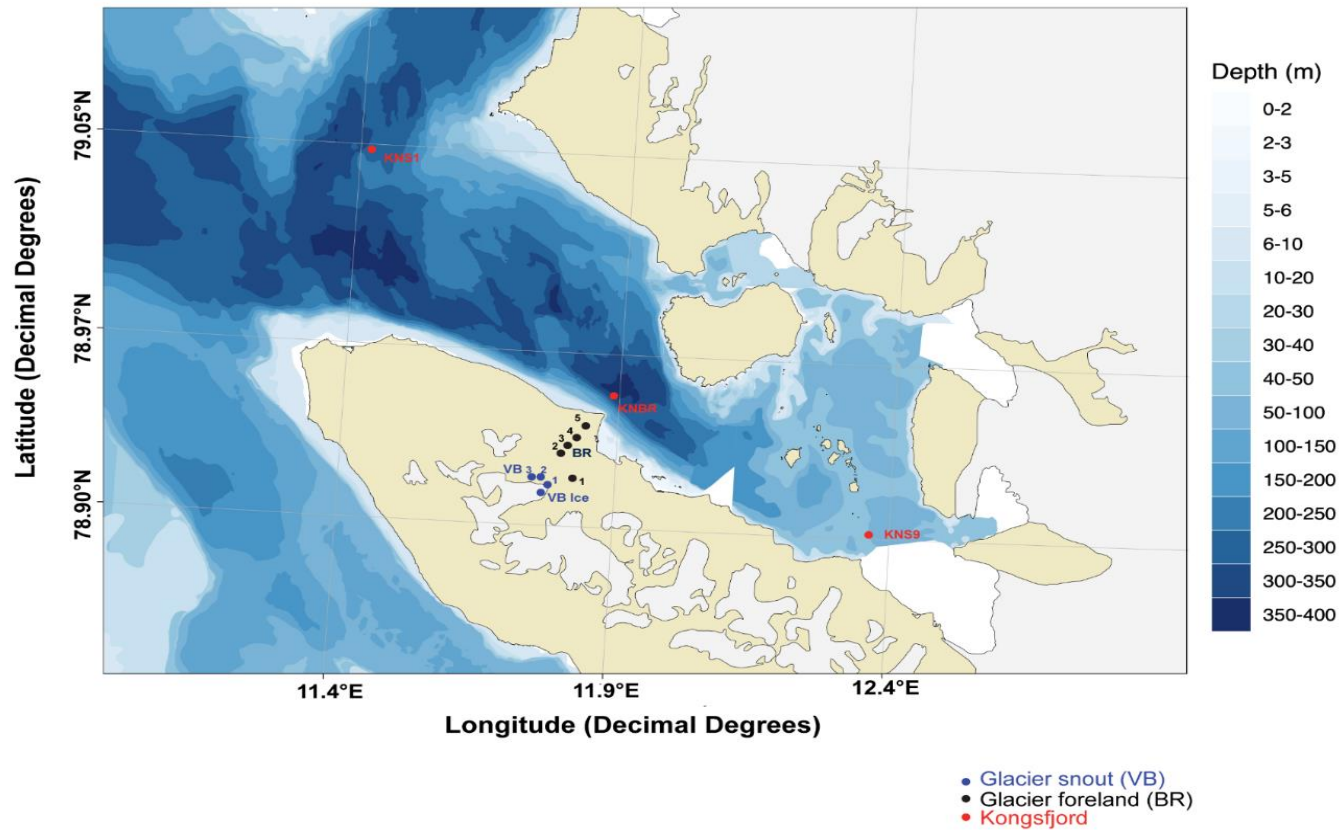 Depth (m)
0-2
2-3
3-5
5-6
6-10
10-20
20-30
30-40
40-50
50-100
100-150
150-200
200-250
250-300
300-350
350-400
Latitude (Decimal Degrees)
79.05°N
78.97°N
78.90°N
KNS1
KNBR
KNS9
5
4
3
2
BR
1
VB 3 2
1
VB Ice
11.4°E
11.9°E
12.4°E
Longitude (Decimal Degrees)
Glacier snout (VB)
Glacier foreland (BR)
Kongsfjord